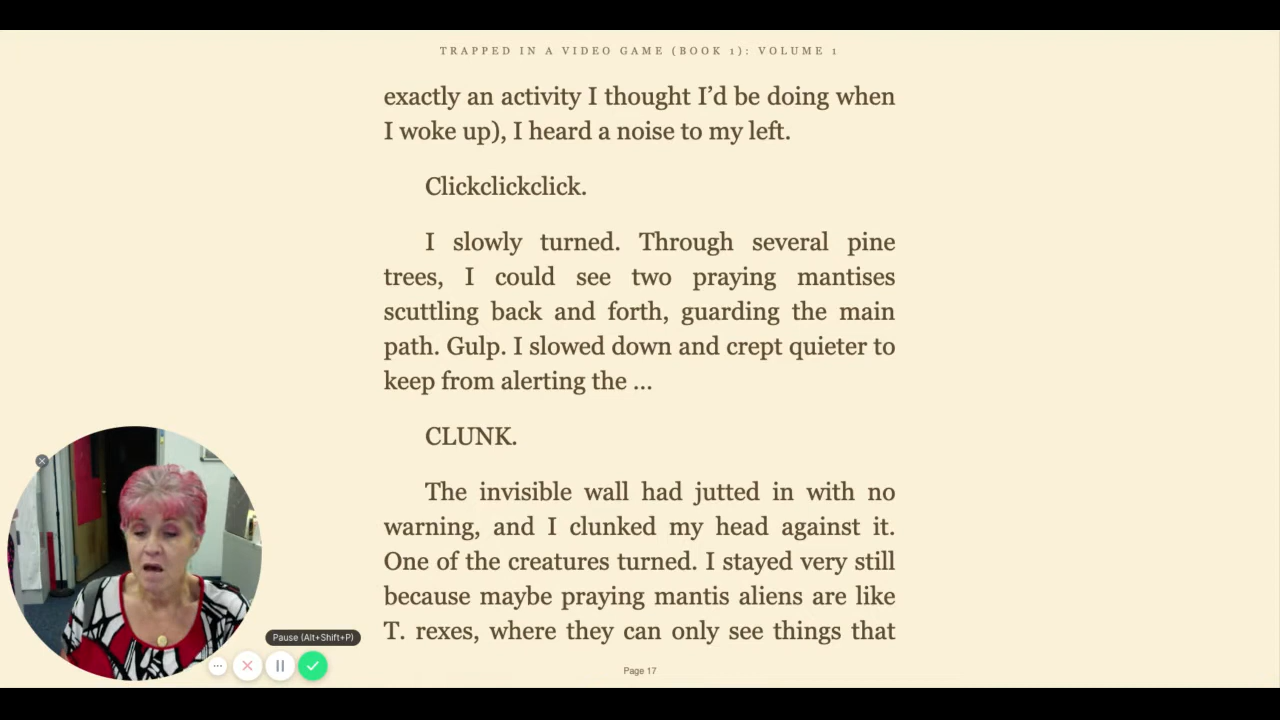 TRAPPED IN A VIDEO GAME (BOOK 1): VOLUME 1
exactly an activity I thought I’d be doing when
I woke up), I heard a noise to my left.
Clickclickclick.
I slowly turned. Through several pine
trees, I could see two praying mantises
scuttling back and forth, guarding the main
path. Gulp. I slowed down and crept quieter to
keep from alerting the ...
CLUNK.
The invisible wall had jutted in with no
warning, and I clunked my head against it.
One of the creatures turned. I stayed very still
because maybe praying mantis aliens are like
T. rexes, where they can only see things that
Pause (Alt+Shift+P)
Page 17